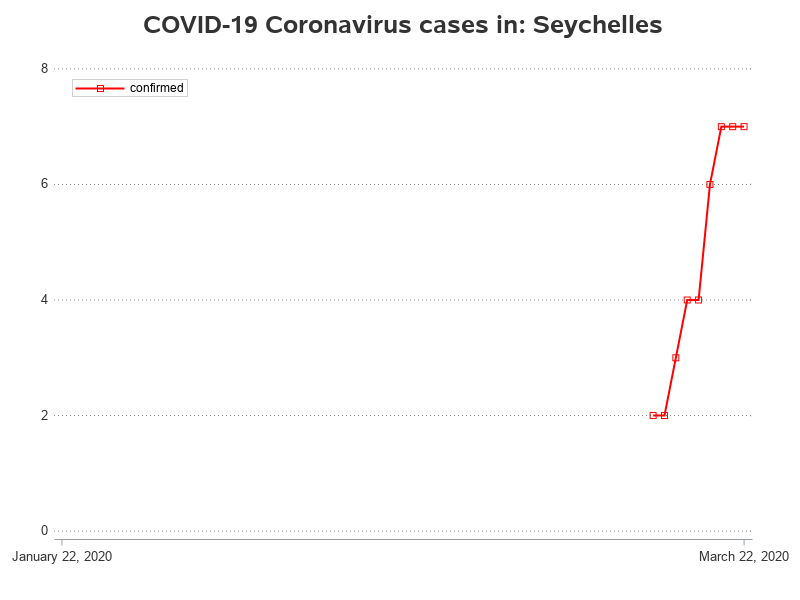 COVID-19 Coronavirus cases in: Seychelles
8
confirmed
6
4
2
0
January 22, 2020
March 22, 2020